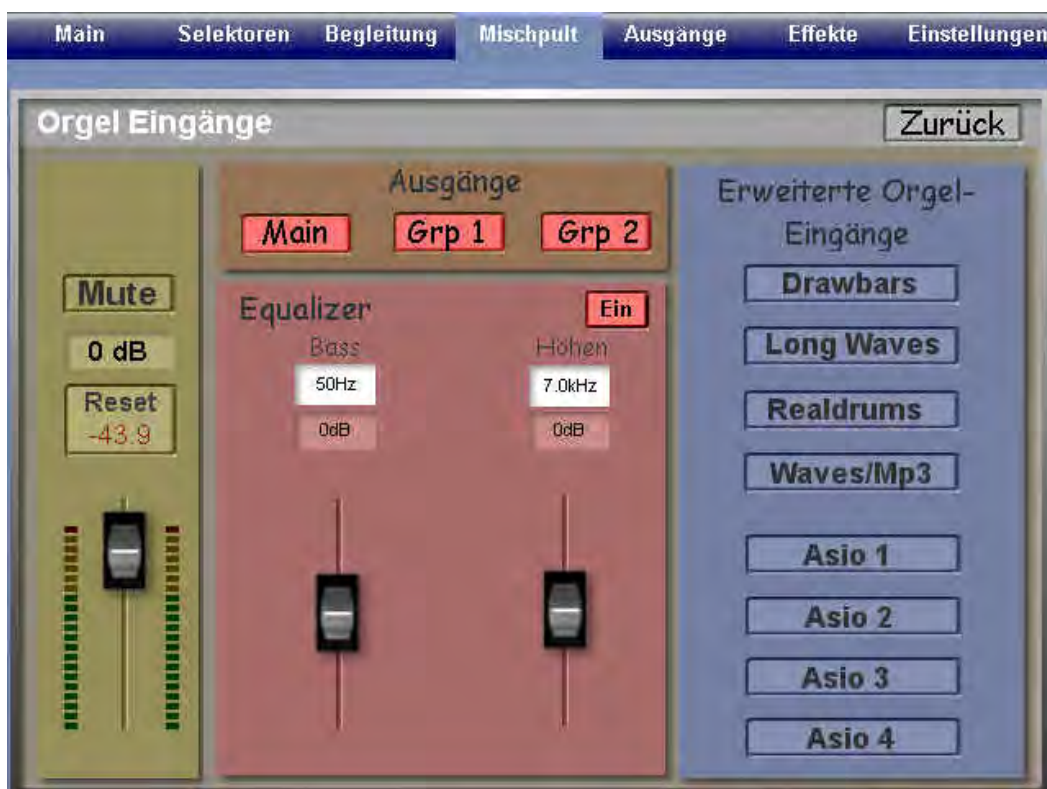 Main Selektoren Begleitung Mischpult Ausgänge Effekte Einstellungen
Orgel Eingänge
Zurück
Mute
0 dB
Reset
-43.9
Ausgänge
Main Grp 1 Grp 2
Equalizer
Ein
Bass Höhen
50Hz 7.0kHz
0dB 0dB
Erweiterte Orgel-
Eingänge
Drawbars
Long Waves
Realdrums
Waves/Mp3
Asio 1
Asio 2
Asio 3
Asio 4